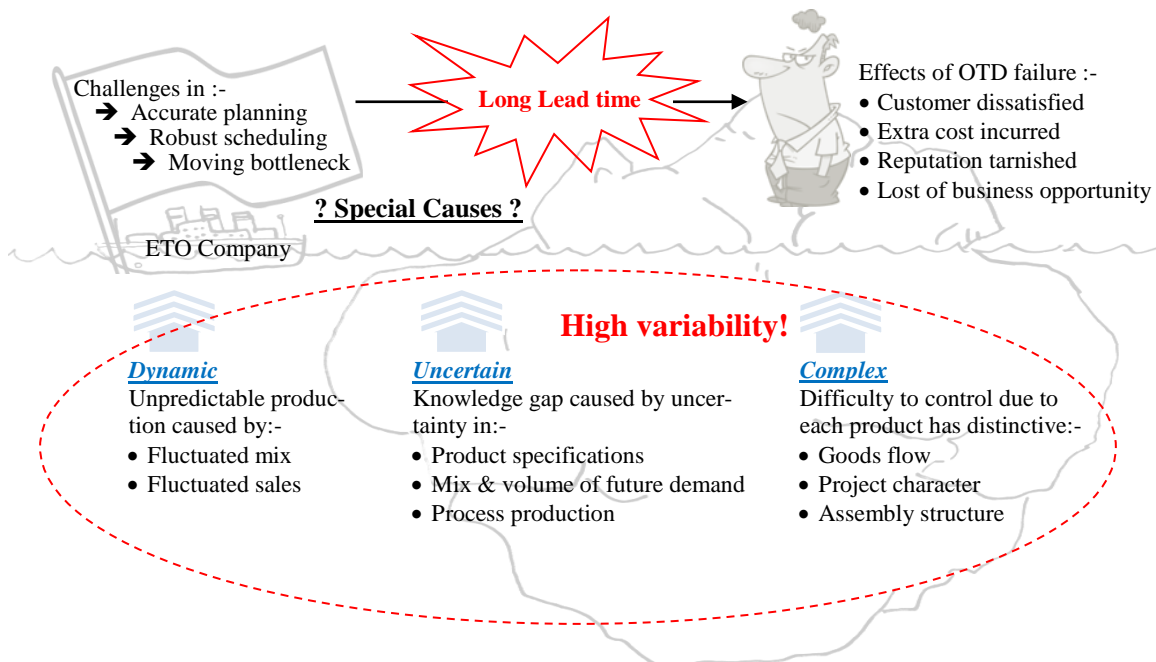 Challenges in :-
➔ Accurate planning
➔ Robust scheduling
➔ Moving bottleneck
Long Lead time
Effects of OTD failure :-
• Customer dissatisfied
• Extra cost incurred
• Reputation tarnished
• Lost of business opportunity
? Special Causes ?
ETO Company
High variability!
Dynamic
Unpredictable produc-
tion caused by:-
• Fluctuated mix
• Fluctuated sales
Uncertain
Knowledge gap caused by uncer-
tainty in:-
• Product specifications
• Mix & volume of future demand
• Process production
Complex
Difficulty to control due to
each product has distinctive:-
• Goods flow
• Project character
• Assembly structure